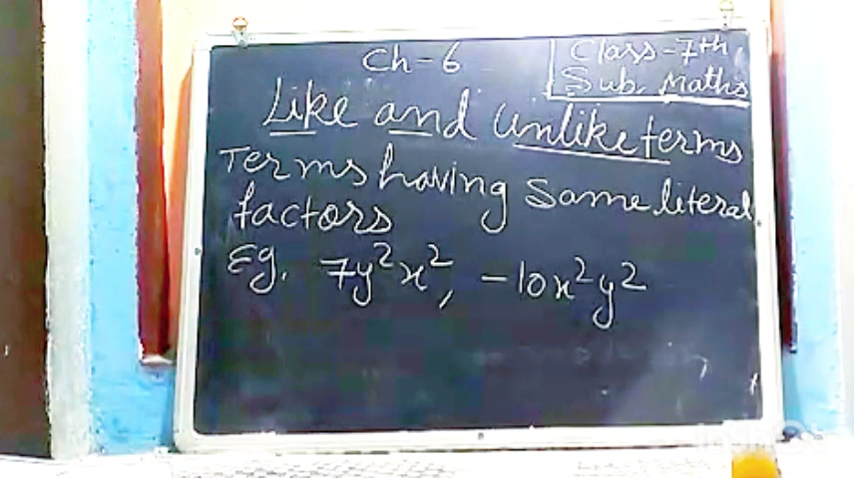 Ch-6
Class-7th
Sub. Maths
Like and unlike terms
Terms having same literal
factors
Eg. 7y²x², -10x²y²